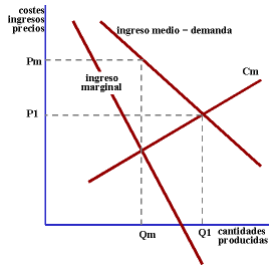 costes
ingresos
precios
ingreso medio – demanda
Pm
Cm
ingreso
marginal
P1
Qm
Q1
cantidades
producidas